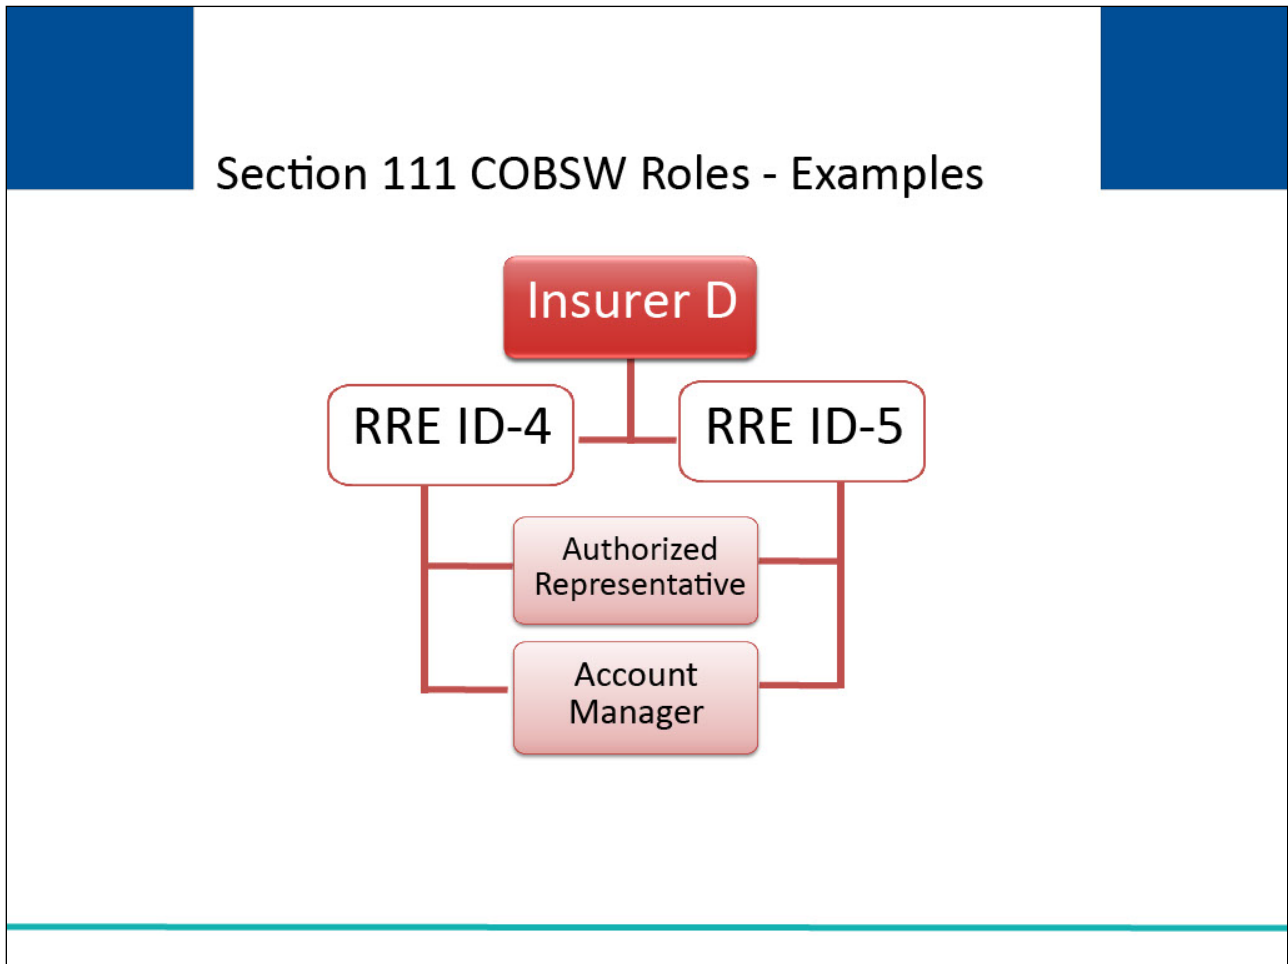 Section 111 COBSW Roles - Examples
Insurer D
RRE ID-4
RRE ID-5
Authorized
Representative
Account
Manager